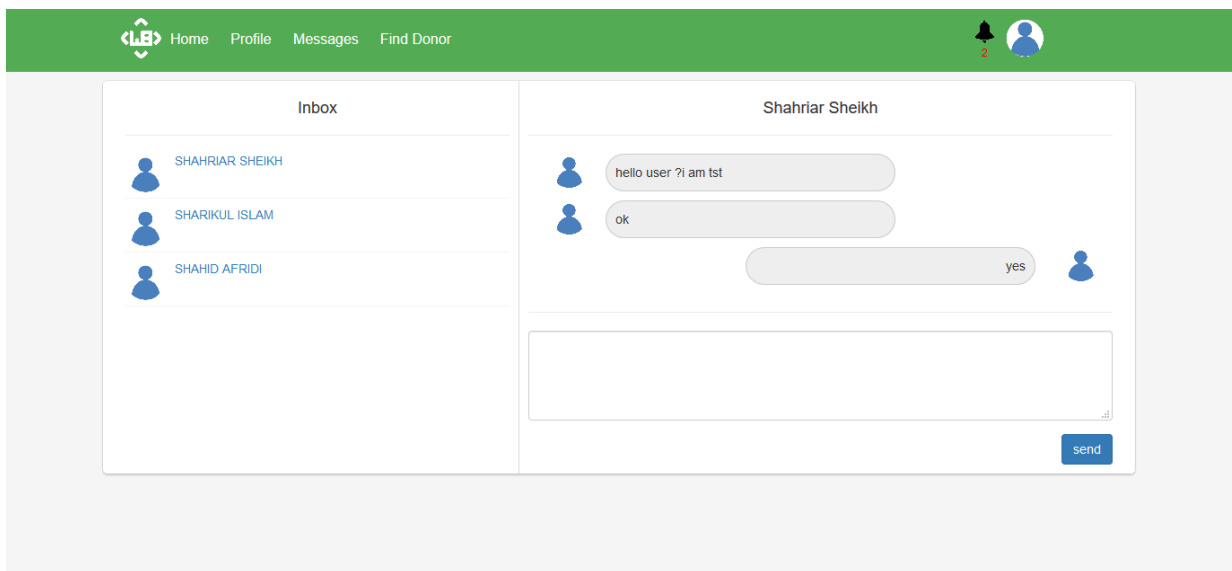 Home Profile Messages Find Donor
2
Inbox
SHAHRIAR SHEIKH
SHARIKUL ISLAM
SHAHID AFRIDI
Shahriar Sheikh
hello user ?i am tst
ok
yes
send